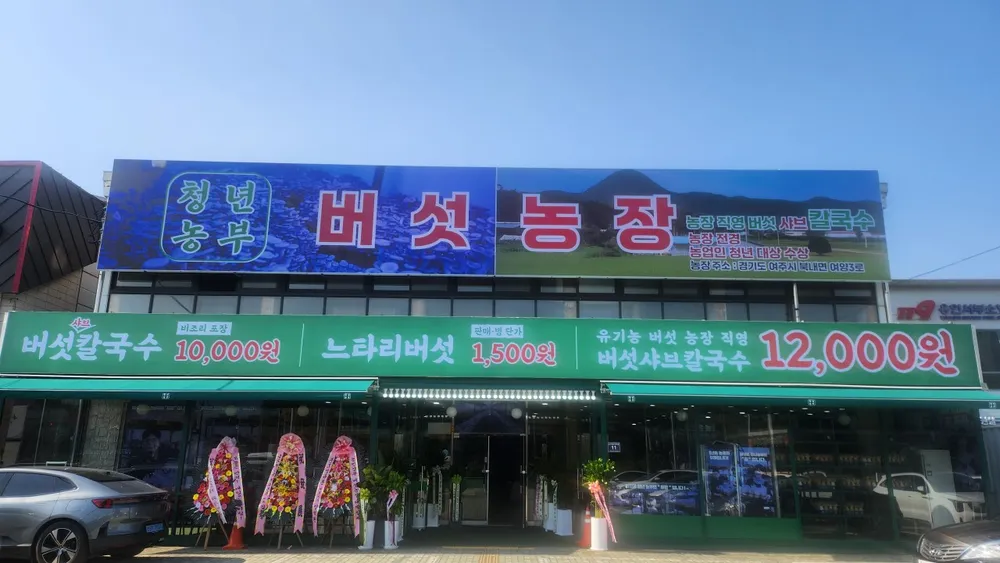 청년
농부
버섯 농장
농장 직영 버섯 샤브 칼국수
농장 전경
농업인 청년 대상 수상
농장 주소 : 경기도 여주시 북내면 여양3로
샤브
버섯칼국수
비조리 포장
10,000원
느타리버섯
판매·병 단가
1,500원
유기농 버섯 농장 직영
버섯샤브칼국수
12,000원
119
11